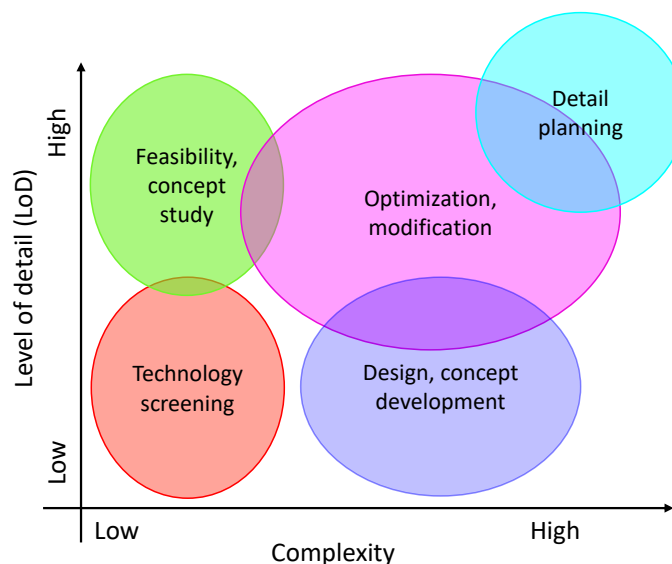 Level of detail (LoD)
High
Low
Feasibility,
concept
study
Detail
planning
Optimization,
modification
Technology
screening
Design, concept
development
Low
High
Complexity